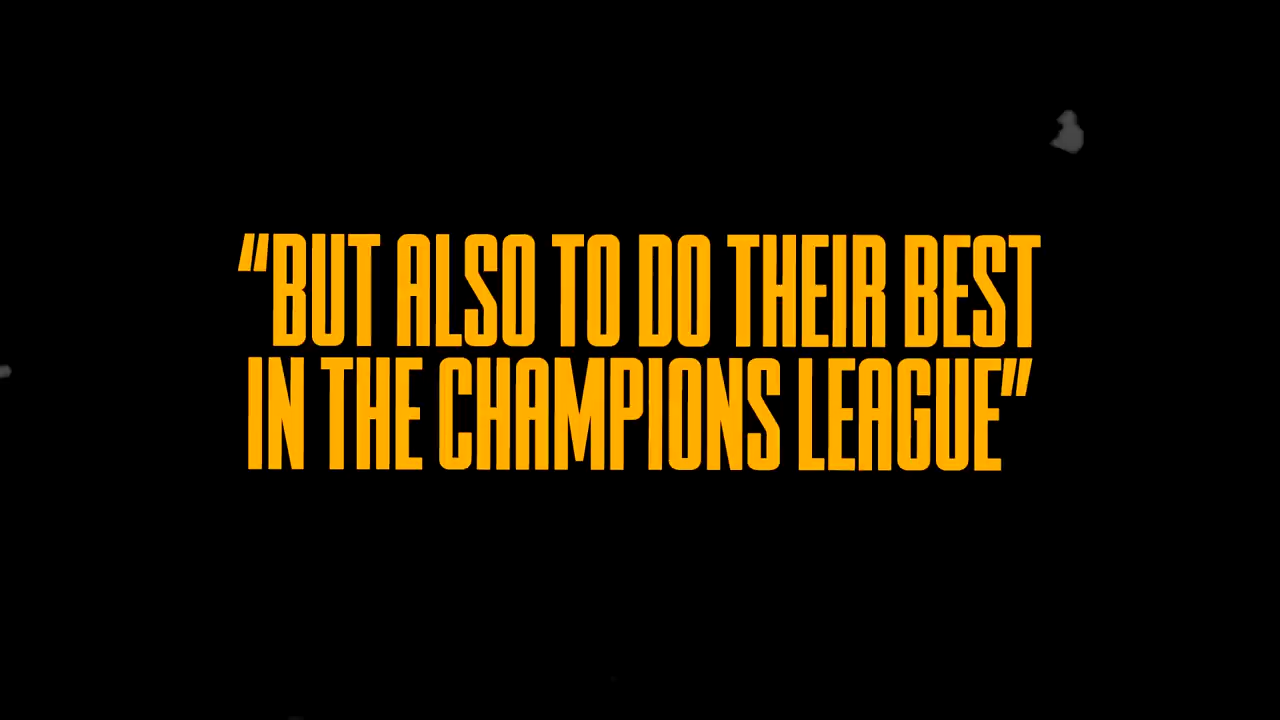 “BUT ALSO TO DO THEIR BEST
IN THE CHAMPIONS LEAGUE”